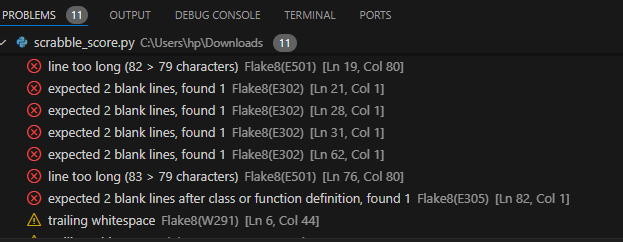 PROBLEMS 11 OUTPUT DEBUG CONSOLE TERMINAL PORTS
scrabble_score.py C:\Users\hp\Downloads 11
line too long (82 > 79 characters) Flake8(E501) [Ln 19, Col 80]
expected 2 blank lines, found 1 Flake8(E302) [Ln 21, Col 1]
expected 2 blank lines, found 1 Flake8(E302) [Ln 28, Col 1]
expected 2 blank lines, found 1 Flake8(E302) [Ln 31, Col 1]
expected 2 blank lines, found 1 Flake8(E302) [Ln 62, Col 1]
line too long (83 > 79 characters) Flake8(E501) [Ln 76, Col 80]
expected 2 blank lines after class or function definition, found 1 Flake8(E305) [Ln 82, Col 1]
trailing whitespace Flake8(W291) [Ln 6, Col 44]